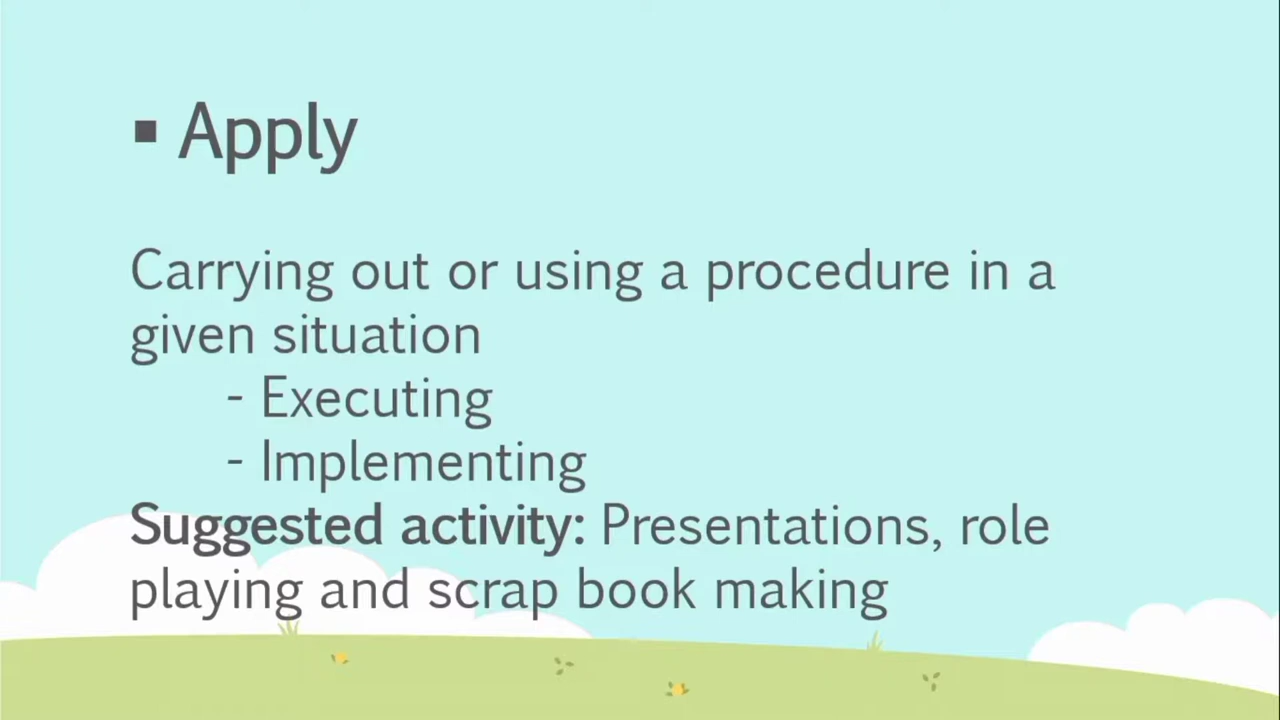 ▪ Apply
Carrying out or using a procedure in a
given situation
- Executing
- Implementing
Suggested activity: Presentations, role
playing and scrap book making